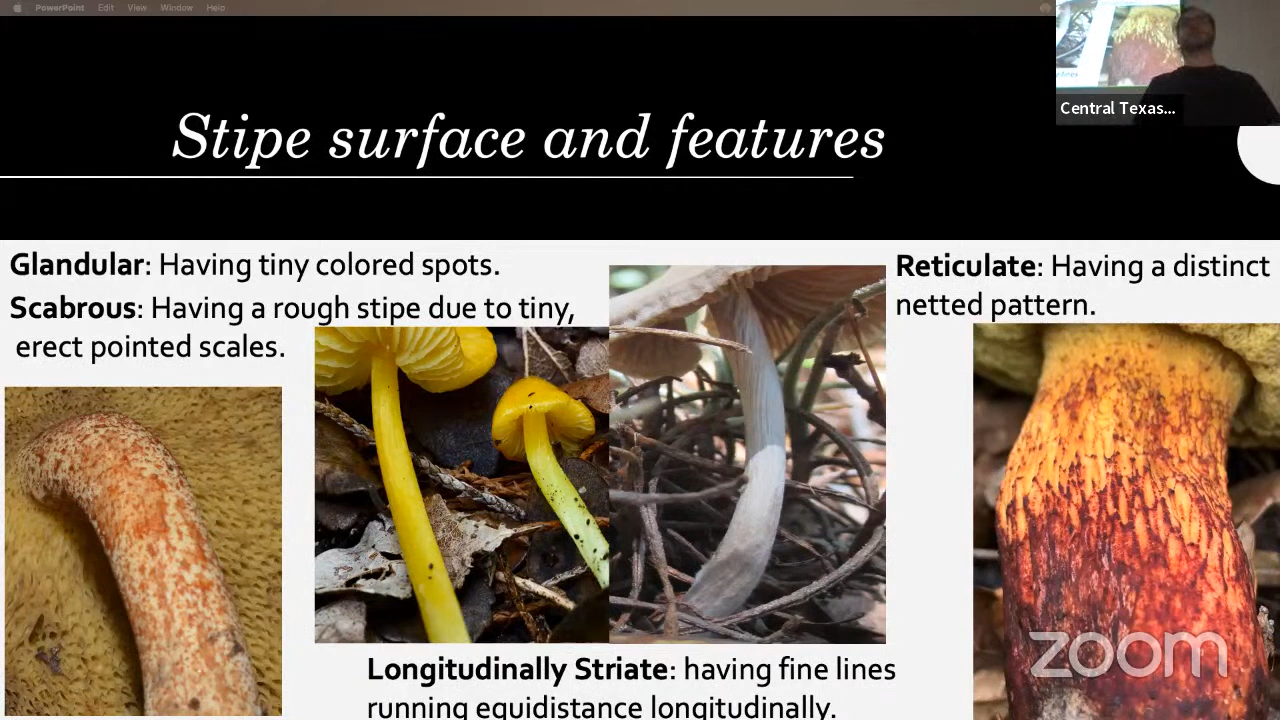 PowerPoint Edit View Window Help
Central Texas...
Stipe surface and features
Glandular: Having tiny colored spots.
Scabrous: Having a rough stipe due to tiny,
erect pointed scales.
Reticulate: Having a distinct
netted pattern.
Longitudinally Striate: having fine lines
running equidistance longitudinally.
zoom